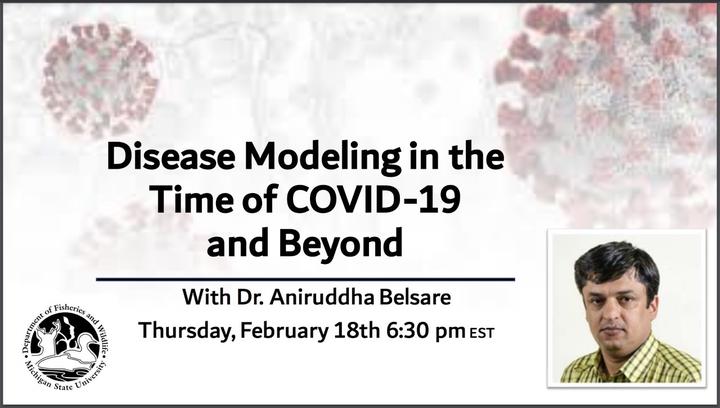 Disease Modeling in the
Time of COVID-19
and Beyond
With Dr. Aniruddha Belsare
Thursday, February 18th 6:30 pm EST
Department of Fisheries and Wildlife
Michigan State University